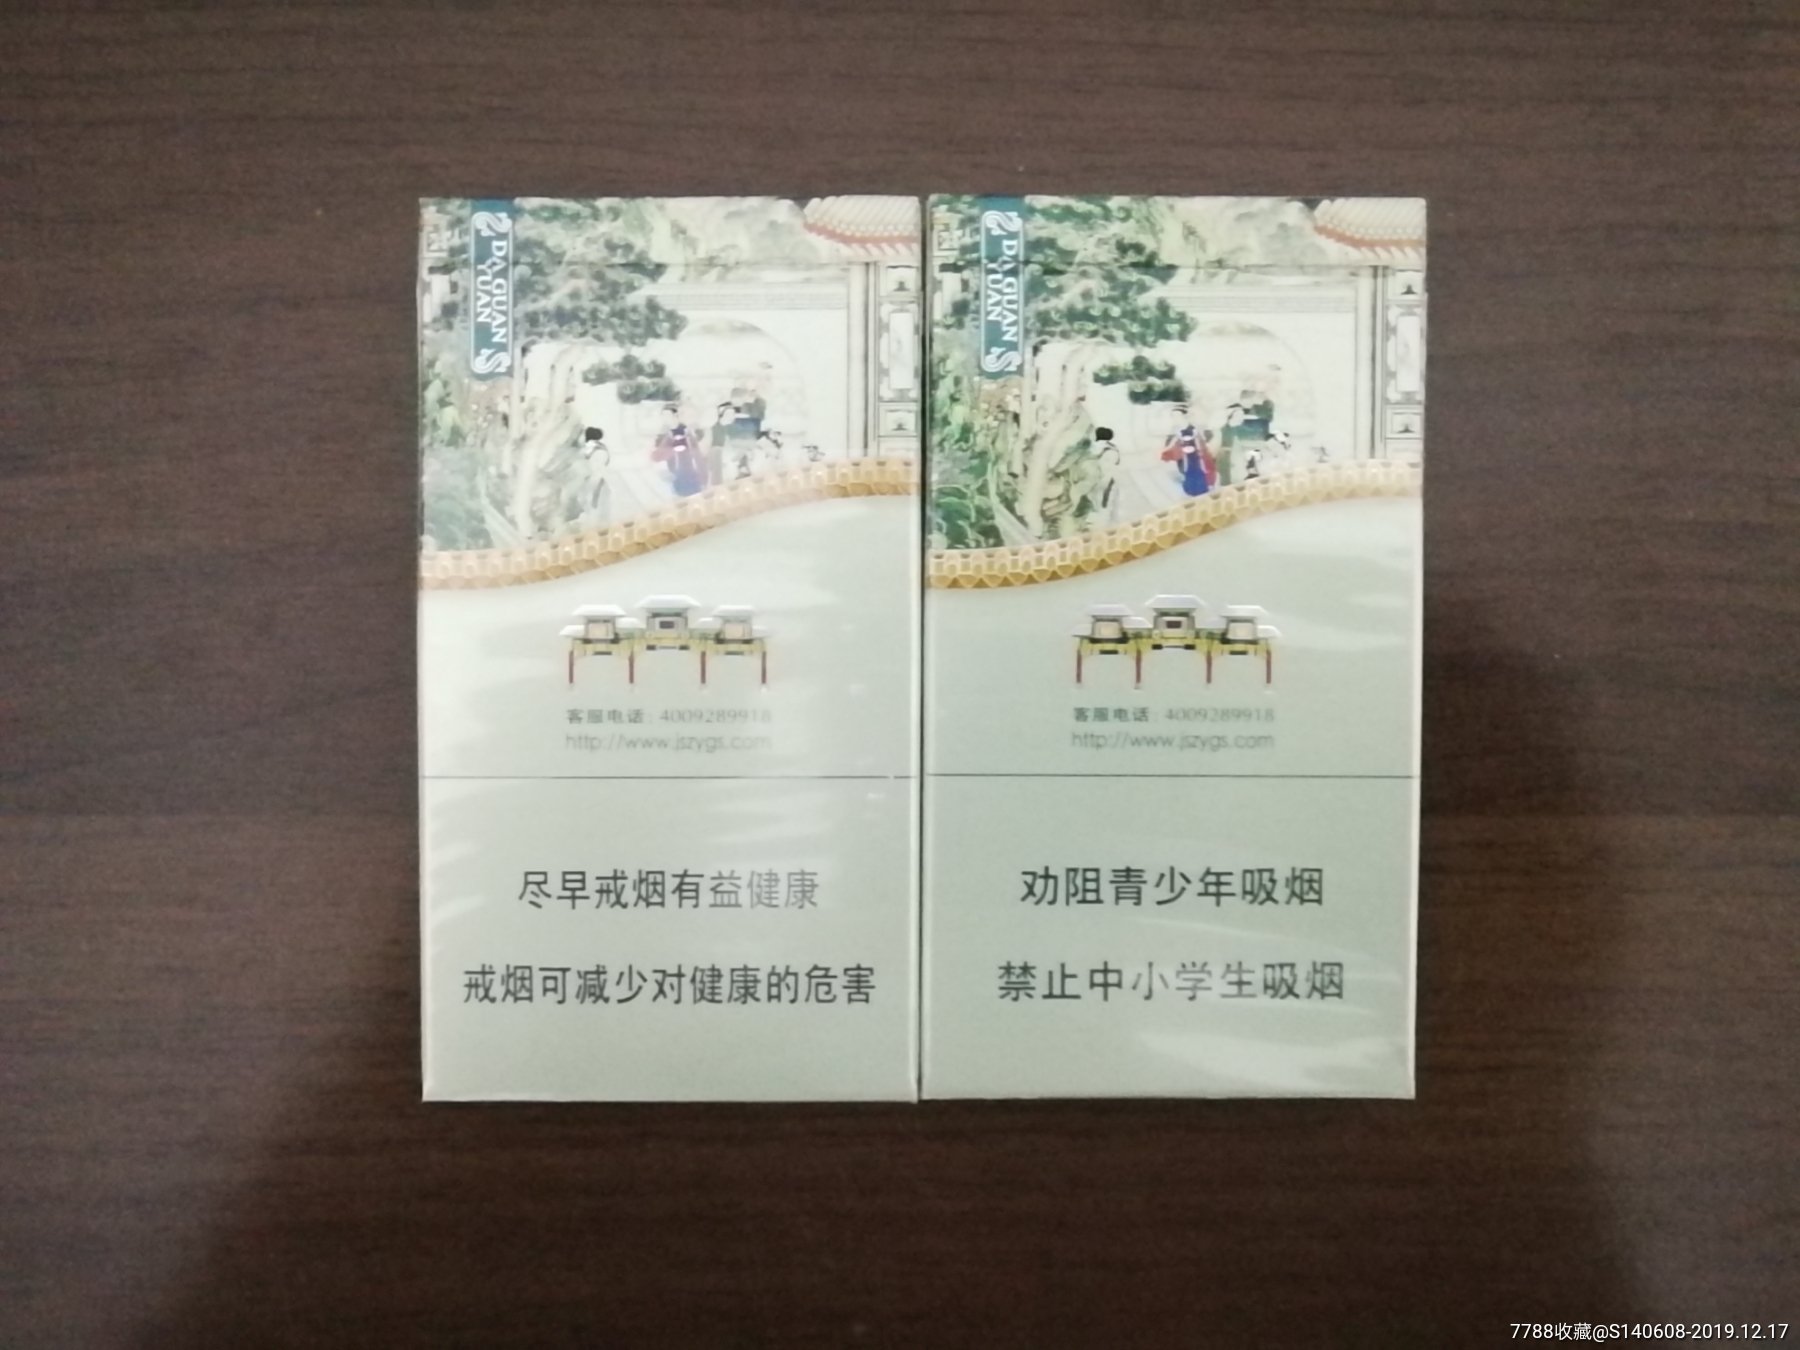 DA GUAN
YUAN
客服电话：4009289918
http://www.jszygs.com
尽早戒烟有益健康
戒烟可减少对健康的危害
DA GUAN
YUAN
客服电话：4009289918
http://www.jszygs.com
劝阻青少年吸烟
禁止中小学生吸烟
7788收藏@S140608-2019.12.17